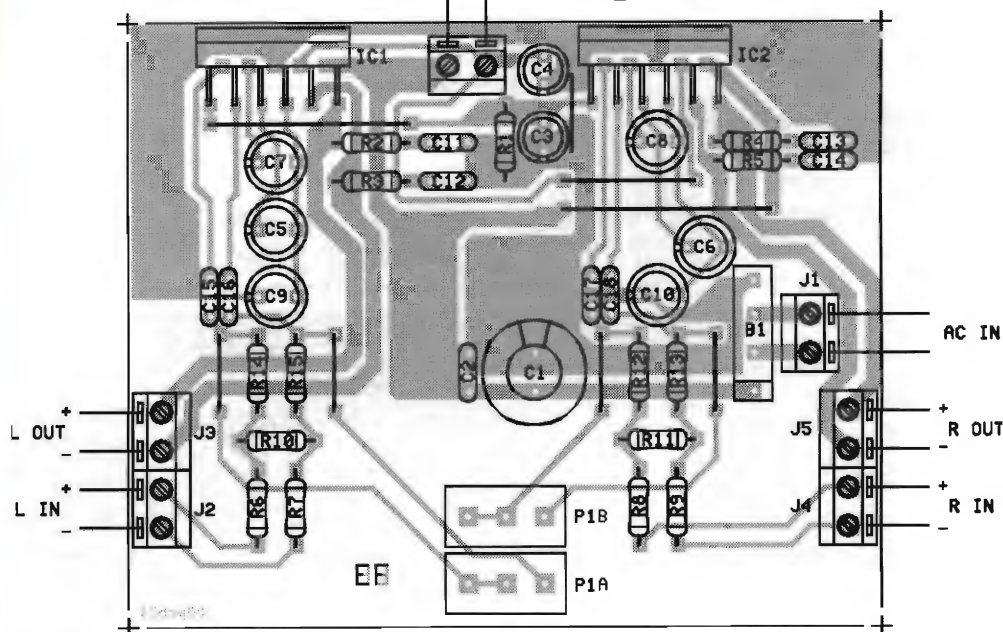 IC1
IC2
C4
R1
C3
R2 C11
R3 C12
C7
C8
R4 C13
R5 C14
C5
C6
C15 C16
C9
C17 C18
C10
J1
B1
AC IN
R14 R15
C2
C1
R12 R13
+
L OUT
-
J3
R10
R11
J5
+
R OUT
-
+
L IN
-
J2
R6 R7
R8 R9
J4
+
R IN
-
P1B
P1A